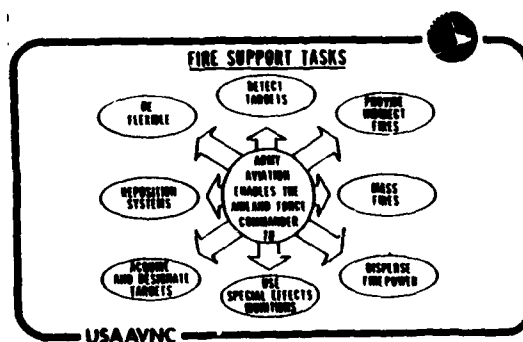 FIRE SUPPORT TASKS
DETECT
TARGETS
BE
FLEXIBLE
PROVIDE
INDIRECT
FIRES
ARMY
AVIATION
ENABLES THE
AIRLAND FORCE
COMMANDER
TO
REPOSITION
SYSTEMS
MASS
FIRES
ACQUIRE
AND DESIGNATE
TARGETS
USE
SPECIAL EFFECTS
MUNITIONS
DISPERSE
FIREPOWER
USAAVNC